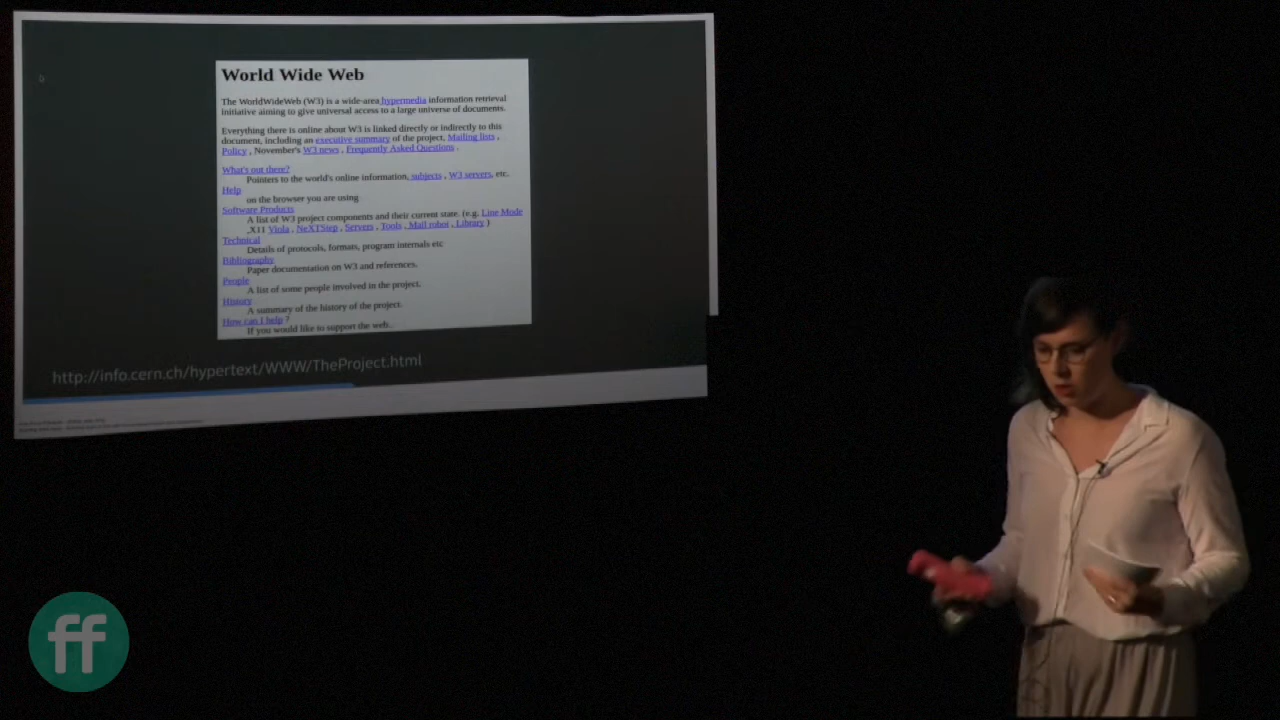 World Wide Web
The WorldWideWeb (W3) is a wide-area hypermedia information retrieval
initiative aiming to give universal access to a large universe of documents.
Everything there is online about W3 is linked directly or indirectly to this
document, including an executive summary of the project, Mailing lists ,
Policy , November's W3 news , Frequently Asked Questions .
What's out there?
Pointers to the world's online information, subjects , W3 servers, etc.
Help
on the browser you are using
Software Products
A list of W3 project components and their current state. (e.g. Line Mode
,X11 Viola , NeXTStep , Servers , Tools , Mail robot , Library )
Technical
Details of protocols, formats, program internals etc
Bibliography
Paper documentation on W3 and references.
People
A list of some people involved in the project.
History
A summary of the history of the project.
How can I help ?
If you would like to support the web..
http://info.cern.ch/hypertext/WWW/TheProject.html
ff